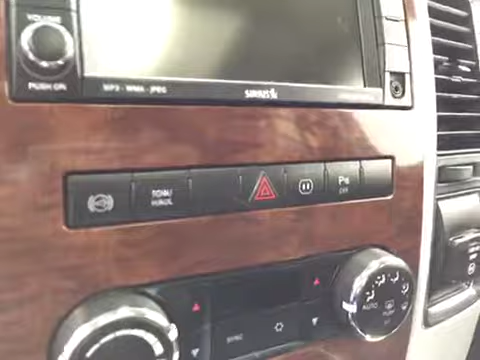 VOLUME
PUSH ON/
MP3 - WMA - JPEG
SIRIUS
TOW/
HAUL
P
OFF
SYNC
AUTO